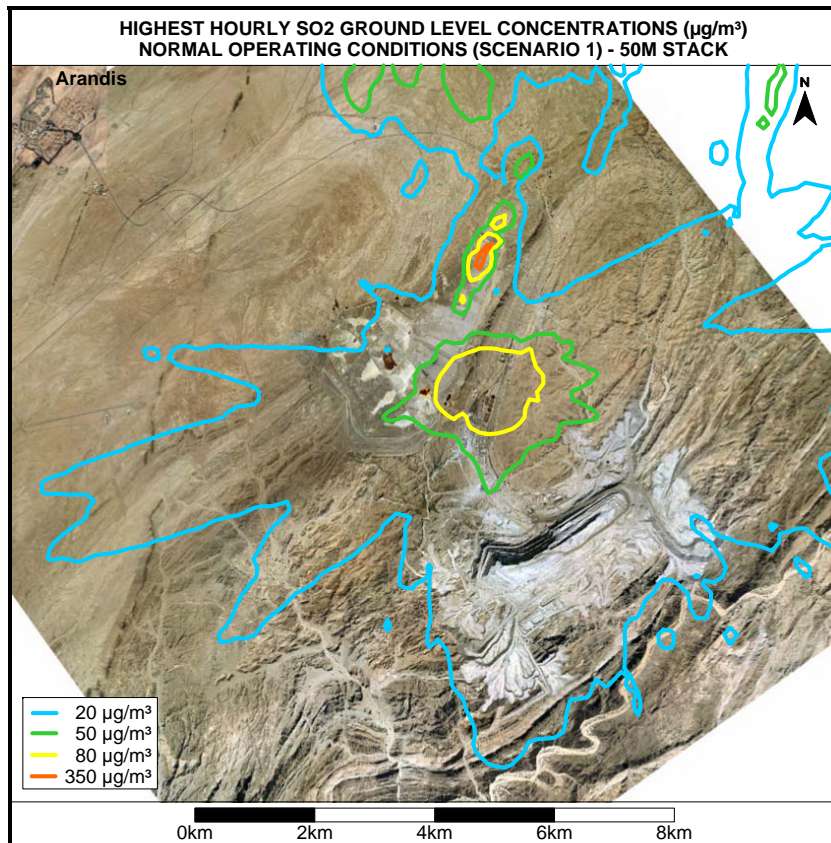 HIGHEST HOURLY SO2 GROUND LEVEL CONCENTRATIONS (µg/m³)
NORMAL OPERATING CONDITIONS (SCENARIO 1) - 50M STACK
Arandis
N
20 µg/m³
50 µg/m³
80 µg/m³
350 µg/m³
0km 2km 4km 6km 8km